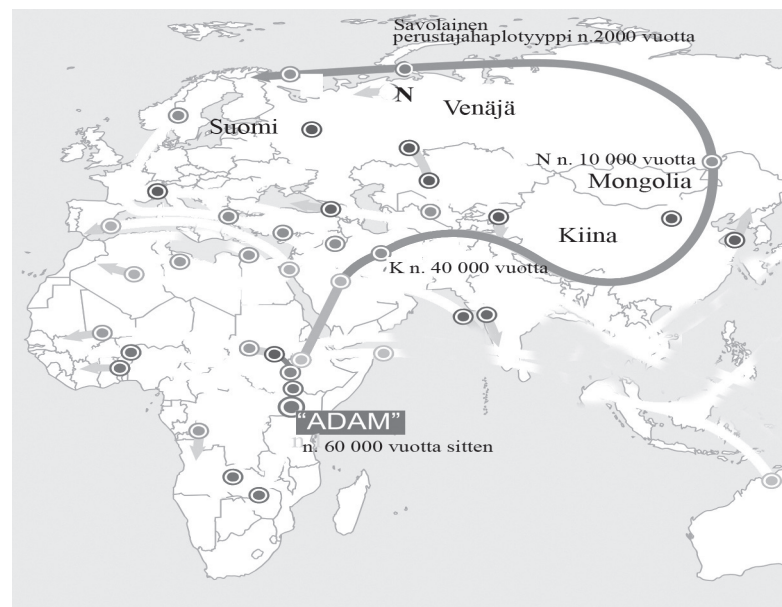 Savolainen
perustajahaplotyyppi n.2000 vuotta
N
Venäjä
Suomi
N n. 10 000 vuotta
Mongolia
Kiina
K n. 40 000 vuotta
“ADAM”
n. 60 000 vuotta sitten